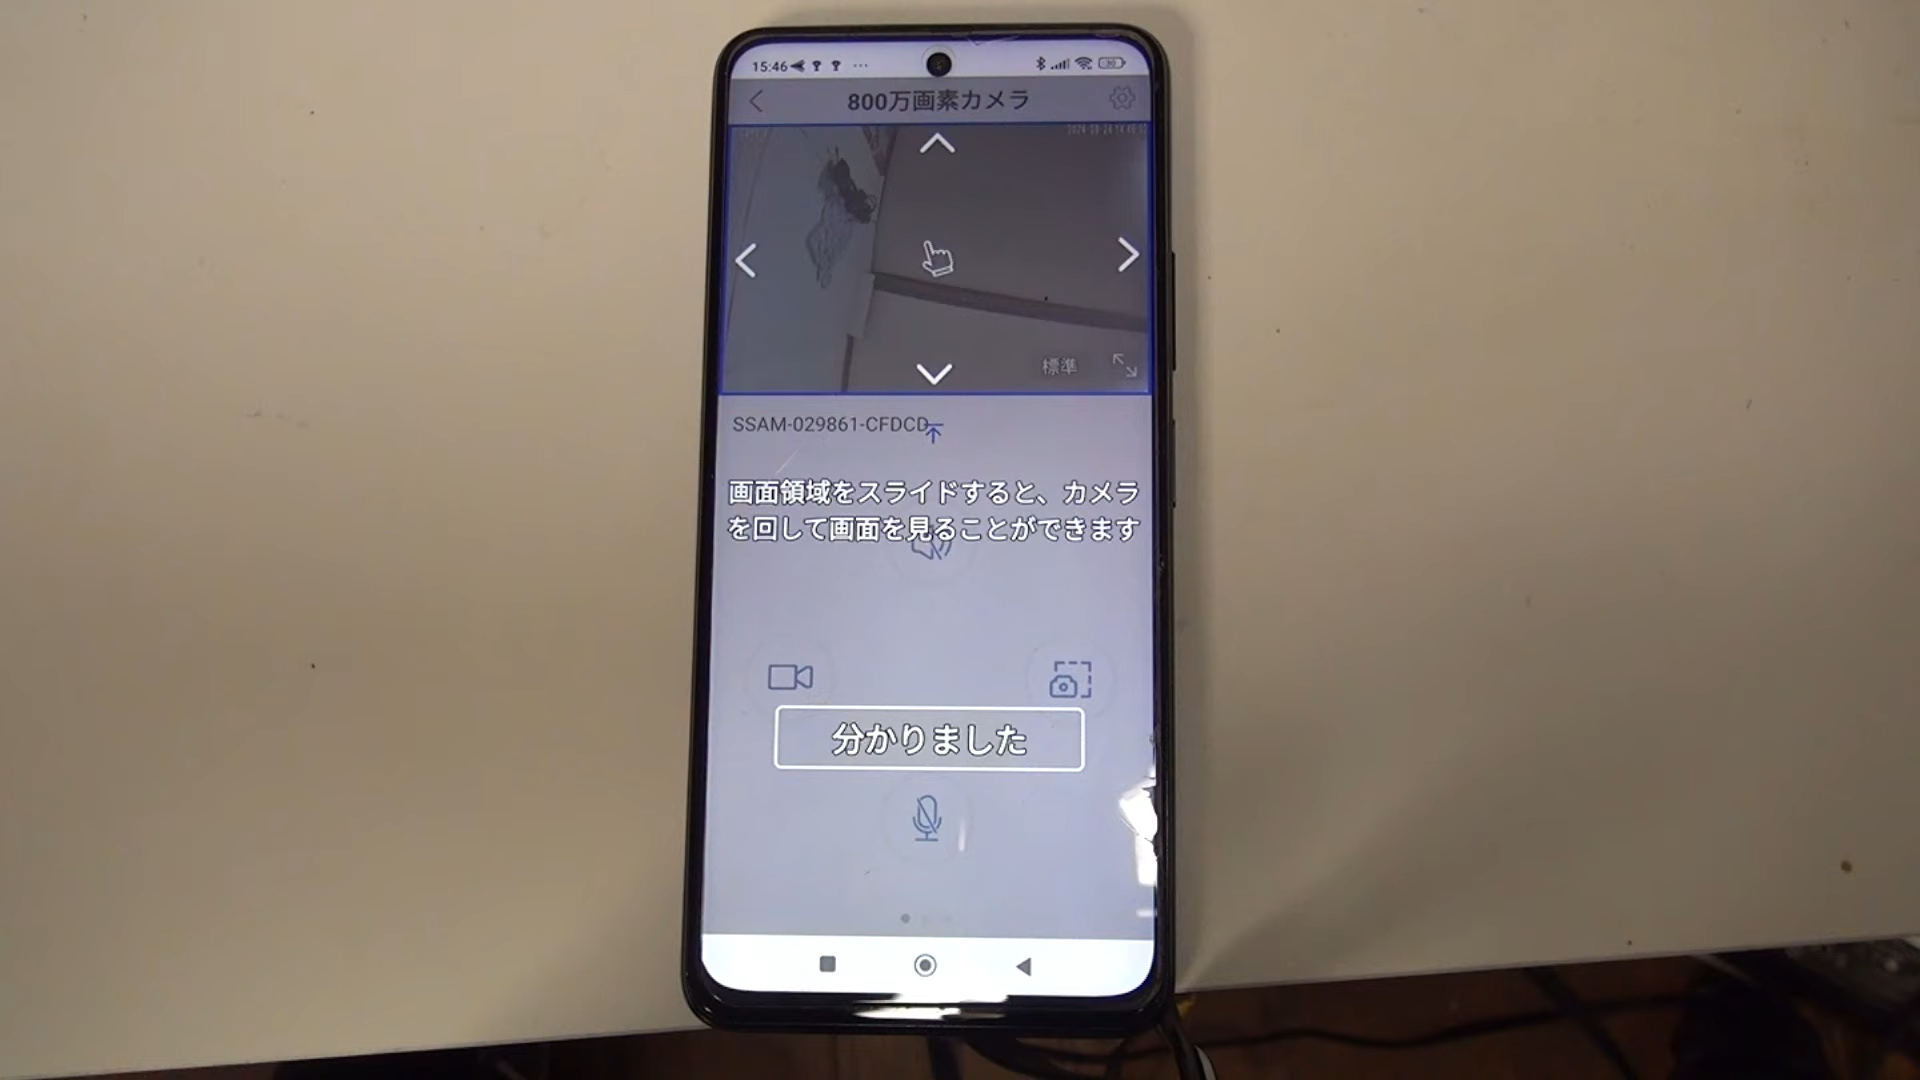 15:46
30
800万画素カメラ
標準
SSAM-029861-CFDCD
画面領域をスライドすると、カメラ
を回して画面を見ることができます
分かりました